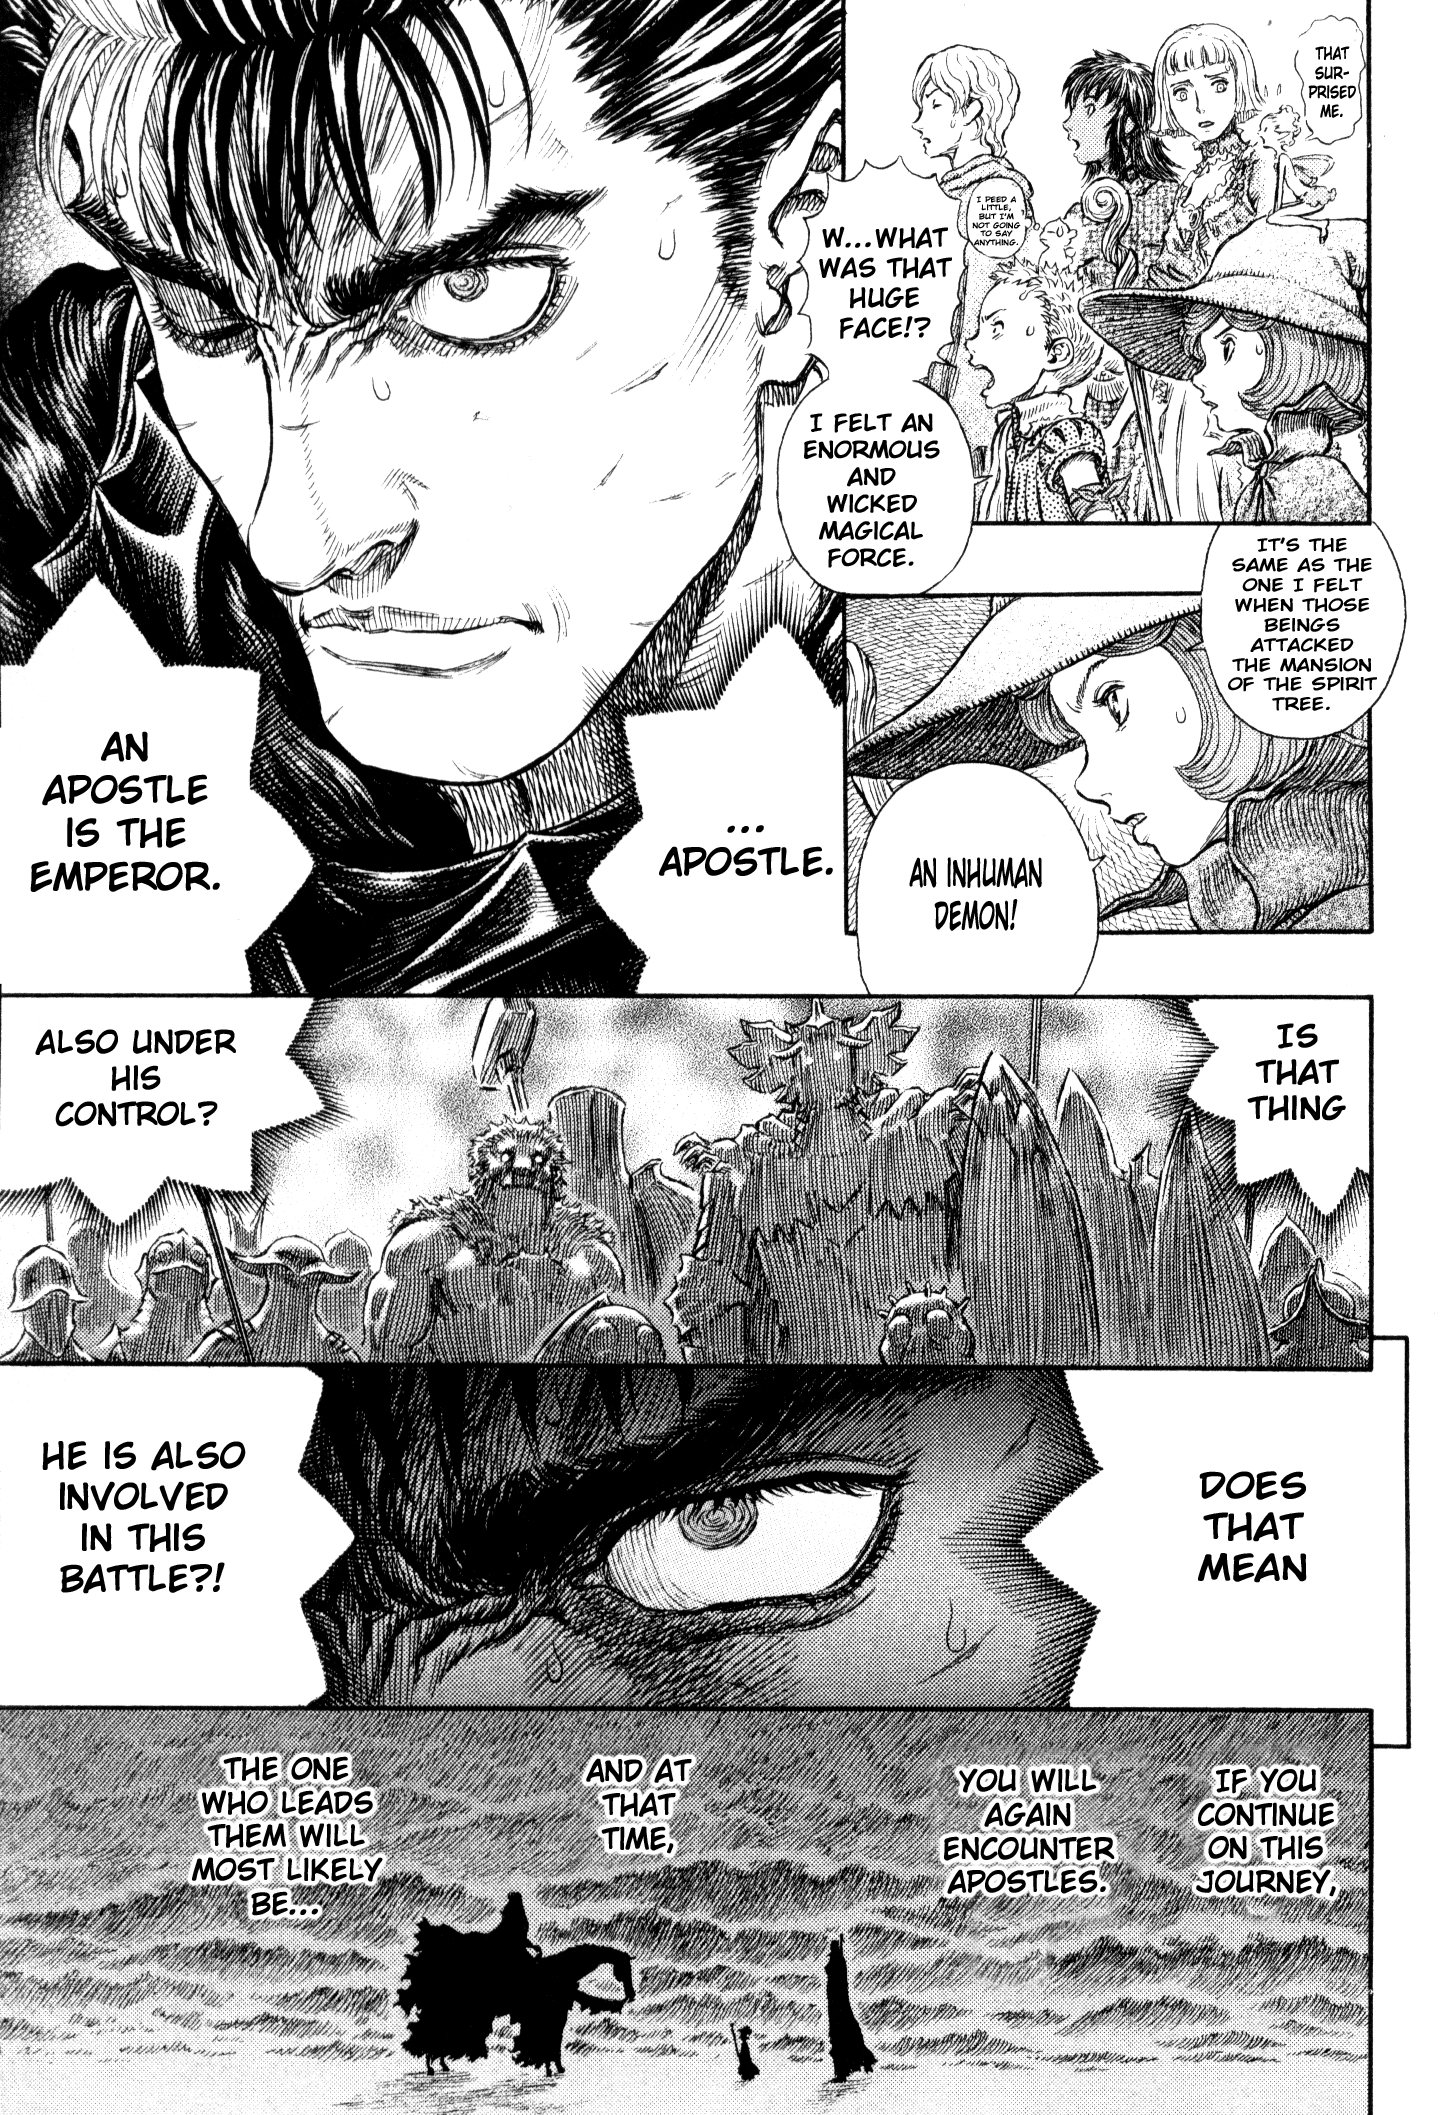 THAT
SUR-
PRISED
ME.
I PEED A
LITTLE,
BUT I'M
NOT GOING
TO SAY
ANYTHING.
W...WHAT
WAS THAT
HUGE
FACE!?
I FELT AN
ENORMOUS
AND
WICKED
MAGICAL
FORCE.
IT'S THE
SAME AS THE
ONE I FELT
WHEN THOSE
BEINGS
ATTACKED
THE MANSION
OF THE SPIRIT
TREE.
AN INHUMAN
DEMON!
...
APOSTLE.
AN
APOSTLE
IS THE
EMPEROR.
IS
THAT
THING
ALSO UNDER
HIS
CONTROL?
DOES
THAT
MEAN
HE IS ALSO
INVOLVED
IN THIS
BATTLE?!
IF YOU
CONTINUE
ON THIS
JOURNEY,
YOU WILL
AGAIN
ENCOUNTER
APOSTLES.
AND AT
THAT
TIME,
THE ONE
WHO LEADS
THEM WILL
MOST LIKELY
BE...